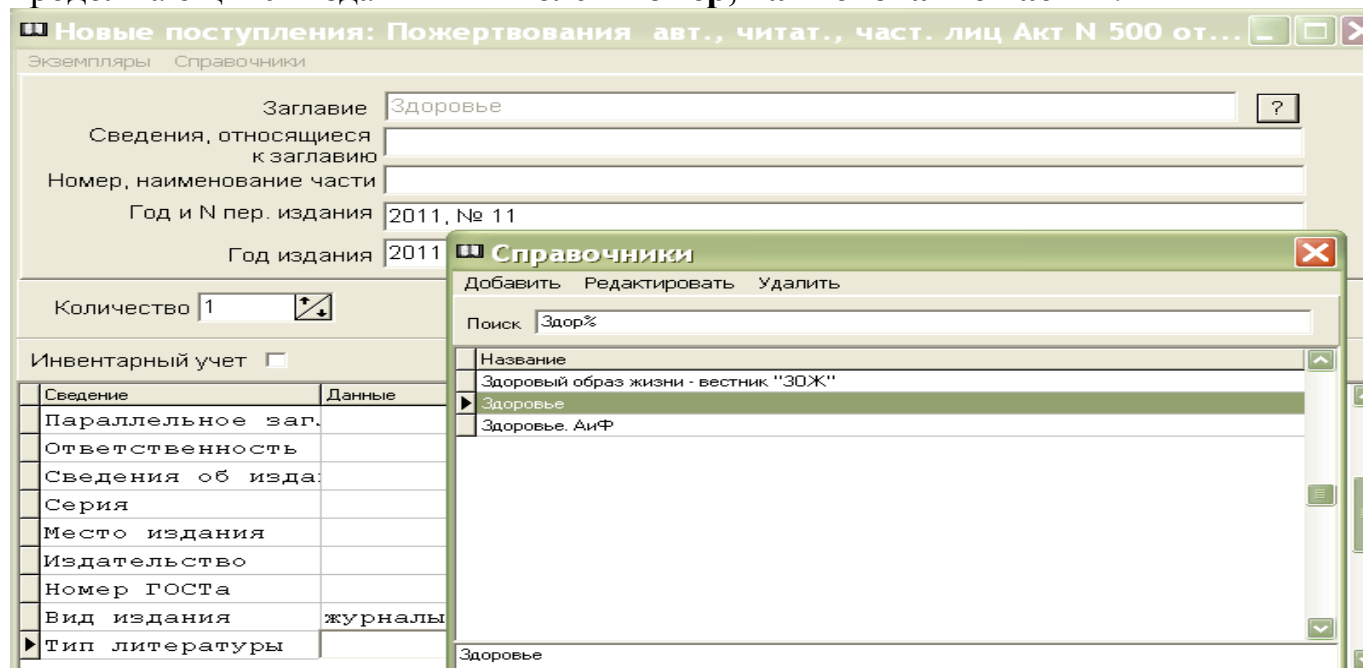 Новые поступления: Пожертвования авт., читат., част. лиц Акт N 500 от...
Экземпляры Справочники
Заглавие Здоровье ?
Сведения, относящиеся
к заглавию
Номер, наименование части
Год и N пер. издания 2011, № 11
Год издания 2011
Количество 1
Инвентарный учет
Сведение Данные
Параллельное заг.
Ответственность
Сведения об изда
Серия
Место издания
Издательство
Номер ГОСТа
Вид издания журналы
Тип литературы
Справочники
Добавить Редактировать Удалить
Поиск Здор%
Название
Здоровый образ жизни - вестник "ЗОЖ"
Здоровье
Здоровье. АиФ
Здоровье